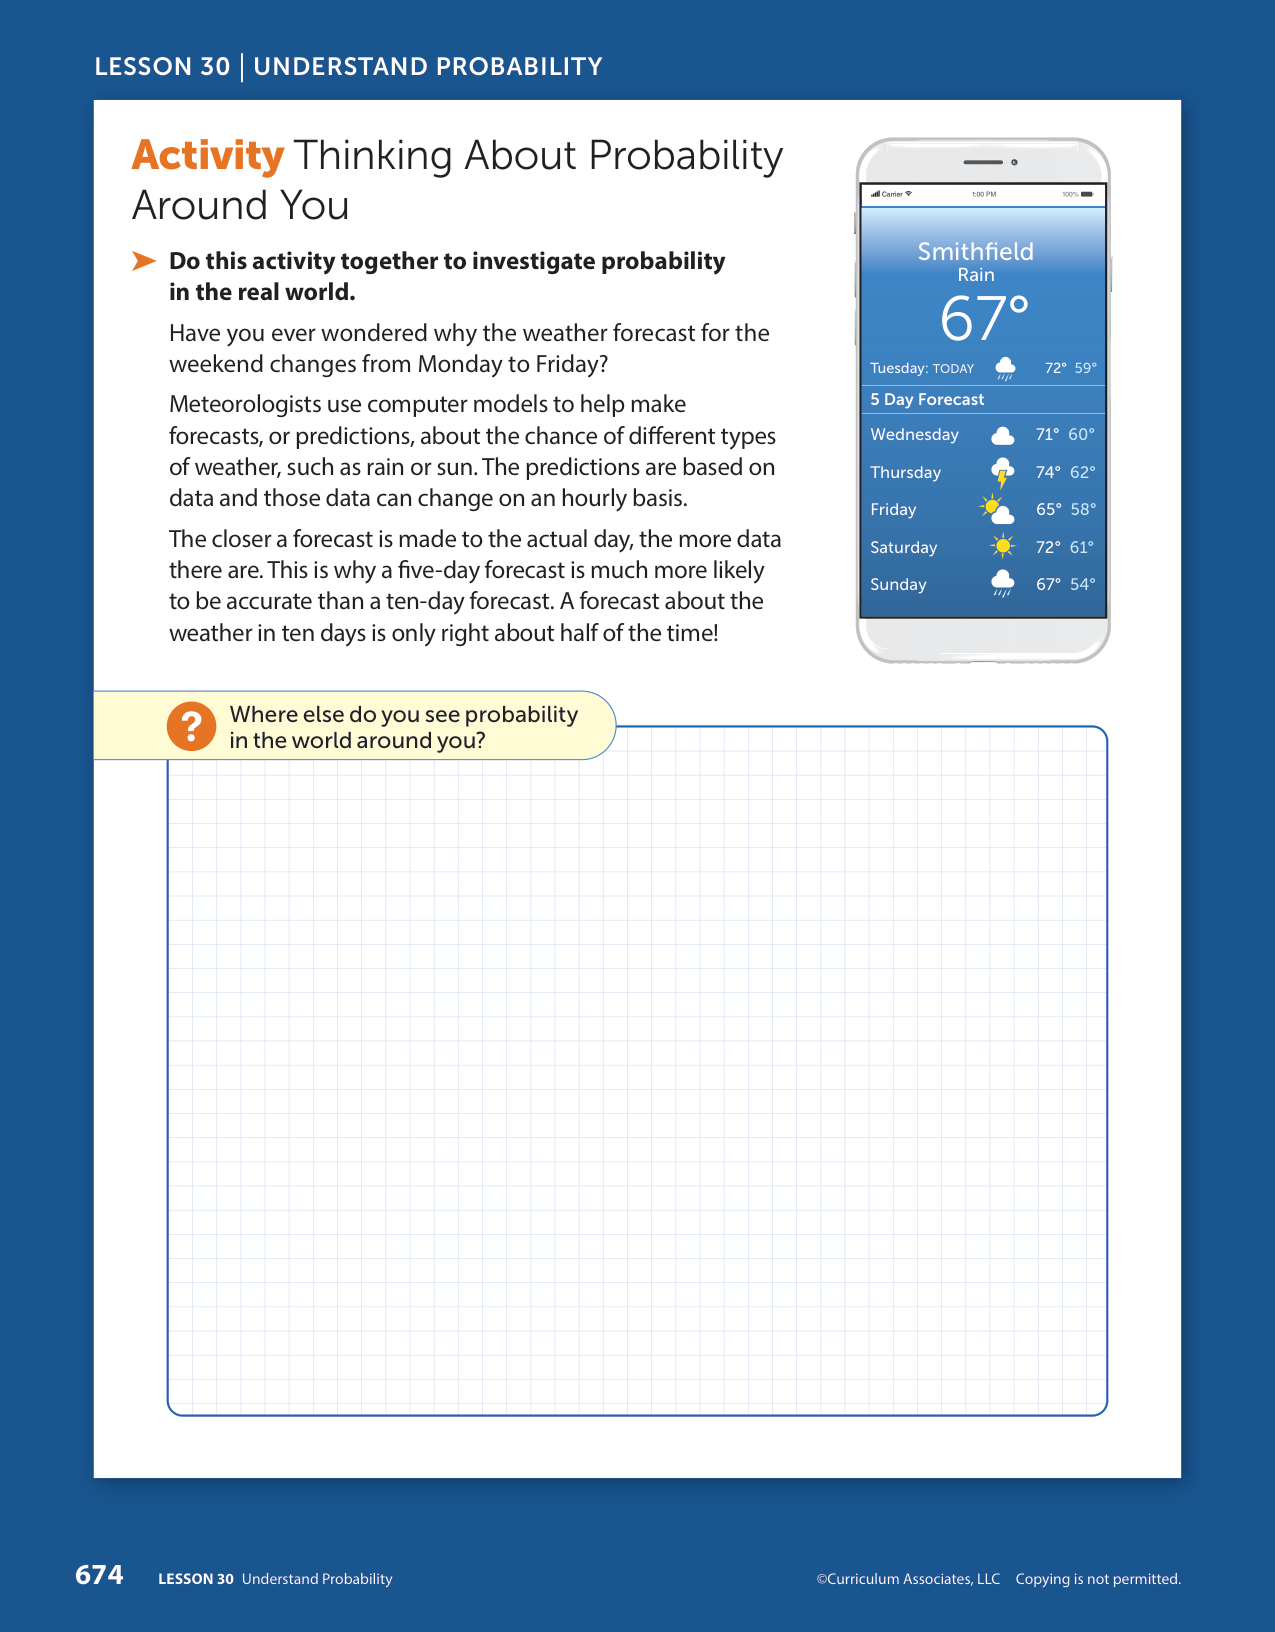 LESSON 30 | UNDERSTAND PROBABILITY
Activity Thinking About Probability
Around You
Do this activity together to investigate probability
in the real world.
Have you ever wondered why the weather forecast for the
weekend changes from Monday to Friday?
Meteorologists use computer models to help make
forecasts, or predictions, about the chance of different types
of weather, such as rain or sun. The predictions are based on
data and those data can change on an hourly basis.
The closer a forecast is made to the actual day, the more data
there are. This is why a five-day forecast is much more likely
to be accurate than a ten-day forecast. A forecast about the
weather in ten days is only right about half of the time!
Carrier 1:00 PM 100%
Smithfield
Rain
67°
Tuesday: TODAY 72° 59°
5 Day Forecast
Wednesday 71° 60°
Thursday 74° 62°
Friday 65° 58°
Saturday 72° 61°
Sunday 67° 54°
? Where else do you see probability
in the world around you?
674 LESSON 30 Understand Probability ©Curriculum Associates, LLC Copying is not permitted.